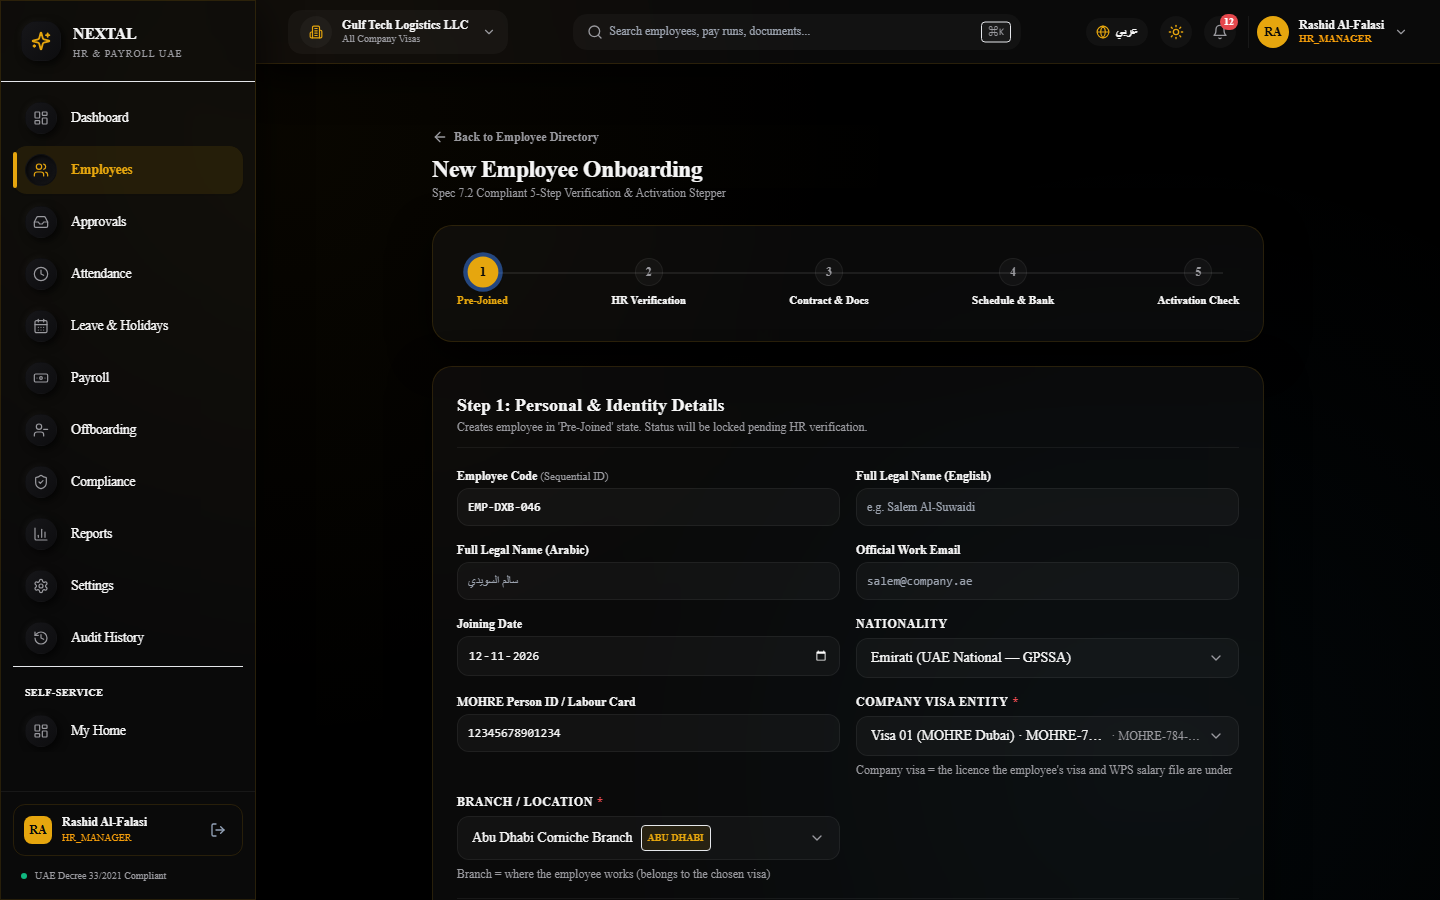 NEXTAL
HR & PAYROLL UAE
Gulf Tech Logistics LLC
All Company Visas
Search employees, pay runs, documents...
⌘K
عربي
12
RA
Rashid Al-Falasi
HR_MANAGER
Dashboard
Employees
Approvals
Attendance
Leave & Holidays
Payroll
Offboarding
Compliance
Reports
Settings
Audit History
SELF-SERVICE
My Home
RA
Rashid Al-Falasi
HR_MANAGER
UAE Decree 33/2021 Compliant
Back to Employee Directory
New Employee Onboarding
Spec 7.2 Compliant 5-Step Verification & Activation Stepper
1
Pre-Joined
2
HR Verification
3
Contract & Docs
4
Schedule & Bank
5
Activation Check
Step 1: Personal & Identity Details
Creates employee in 'Pre-Joined' state. Status will be locked pending HR verification.
Employee Code (Sequential ID)
EMP-DXB-046
Full Legal Name (English)
e.g. Salem Al-Suwaidi
Full Legal Name (Arabic)
سالم السويدي
Official Work Email
salem@company.ae
Joining Date
12-11-2026
NATIONALITY
Emirati (UAE National — GPSSA)
MOHRE Person ID / Labour Card
12345678901234
COMPANY VISA ENTITY *
Visa 01 (MOHRE Dubai) · MOHRE-7... · MOHRE-784-...
Company visa = the licence the employee's visa and WPS salary file are under
BRANCH / LOCATION *
Abu Dhabi Corniche Branch ABU DHABI
Branch = where the employee works (belongs to the chosen visa)